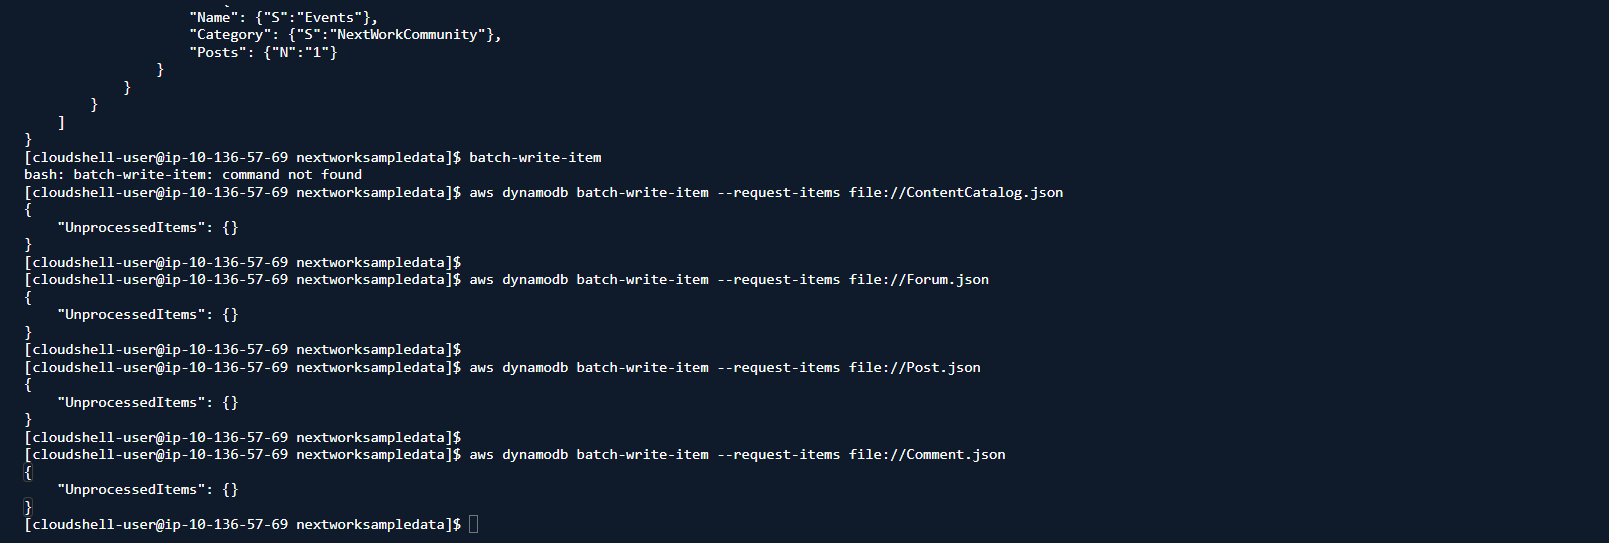 "Name": {"S":"Events"},
"Category": {"S":"NextWorkCommunity"},
"Posts": {"N":"1"}
}
}
}
]
}
[cloudshell-user@ip-10-136-57-69 nextworksampledata]$ batch-write-item
bash: batch-write-item: command not found
[cloudshell-user@ip-10-136-57-69 nextworksampledata]$ aws dynamodb batch-write-item --request-items file://ContentCatalog.json
{
"UnprocessedItems": {}
}
[cloudshell-user@ip-10-136-57-69 nextworksampledata]$
[cloudshell-user@ip-10-136-57-69 nextworksampledata]$ aws dynamodb batch-write-item --request-items file://Forum.json
{
"UnprocessedItems": {}
}
[cloudshell-user@ip-10-136-57-69 nextworksampledata]$
[cloudshell-user@ip-10-136-57-69 nextworksampledata]$ aws dynamodb batch-write-item --request-items file://Post.json
{
"UnprocessedItems": {}
}
[cloudshell-user@ip-10-136-57-69 nextworksampledata]$
[cloudshell-user@ip-10-136-57-69 nextworksampledata]$ aws dynamodb batch-write-item --request-items file://Comment.json
{
"UnprocessedItems": {}
}
[cloudshell-user@ip-10-136-57-69 nextworksampledata]$